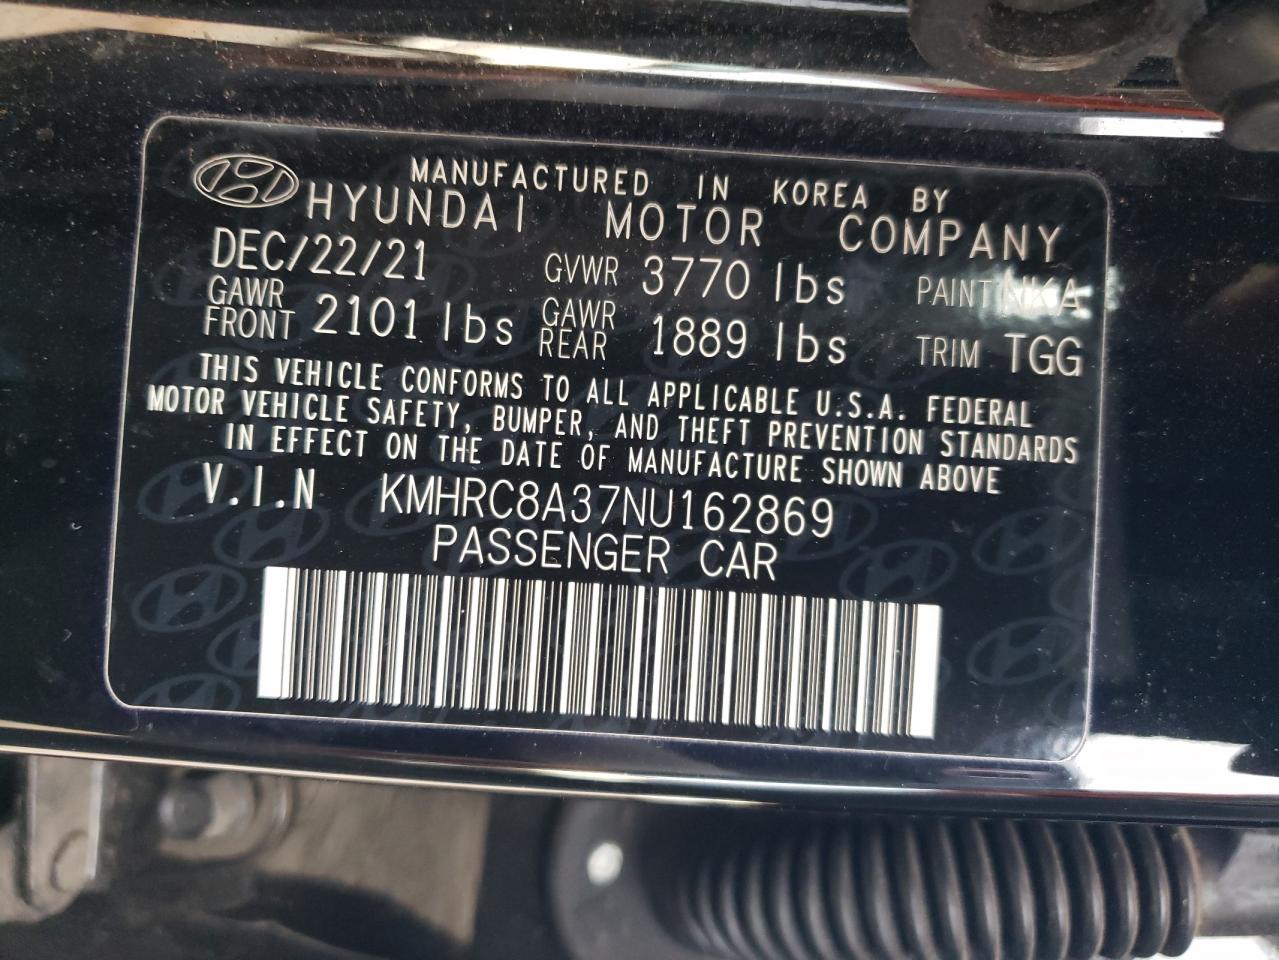 MANUFACTURED IN KOREA BY
HYUNDAI MOTOR COMPANY
DEC/22/21 GVWR 3770 lbs PAINT NKA
GAWR FRONT 2101 lbs GAWR REAR 1889 lbs TRIM TGG
THIS VEHICLE CONFORMS TO ALL APPLICABLE U.S.A. FEDERAL
MOTOR VEHICLE SAFETY, BUMPER, AND THEFT PREVENTION STANDARDS
IN EFFECT ON THE DATE OF MANUFACTURE SHOWN ABOVE
V.I.N KMHRC8A37NU162869
PASSENGER CAR